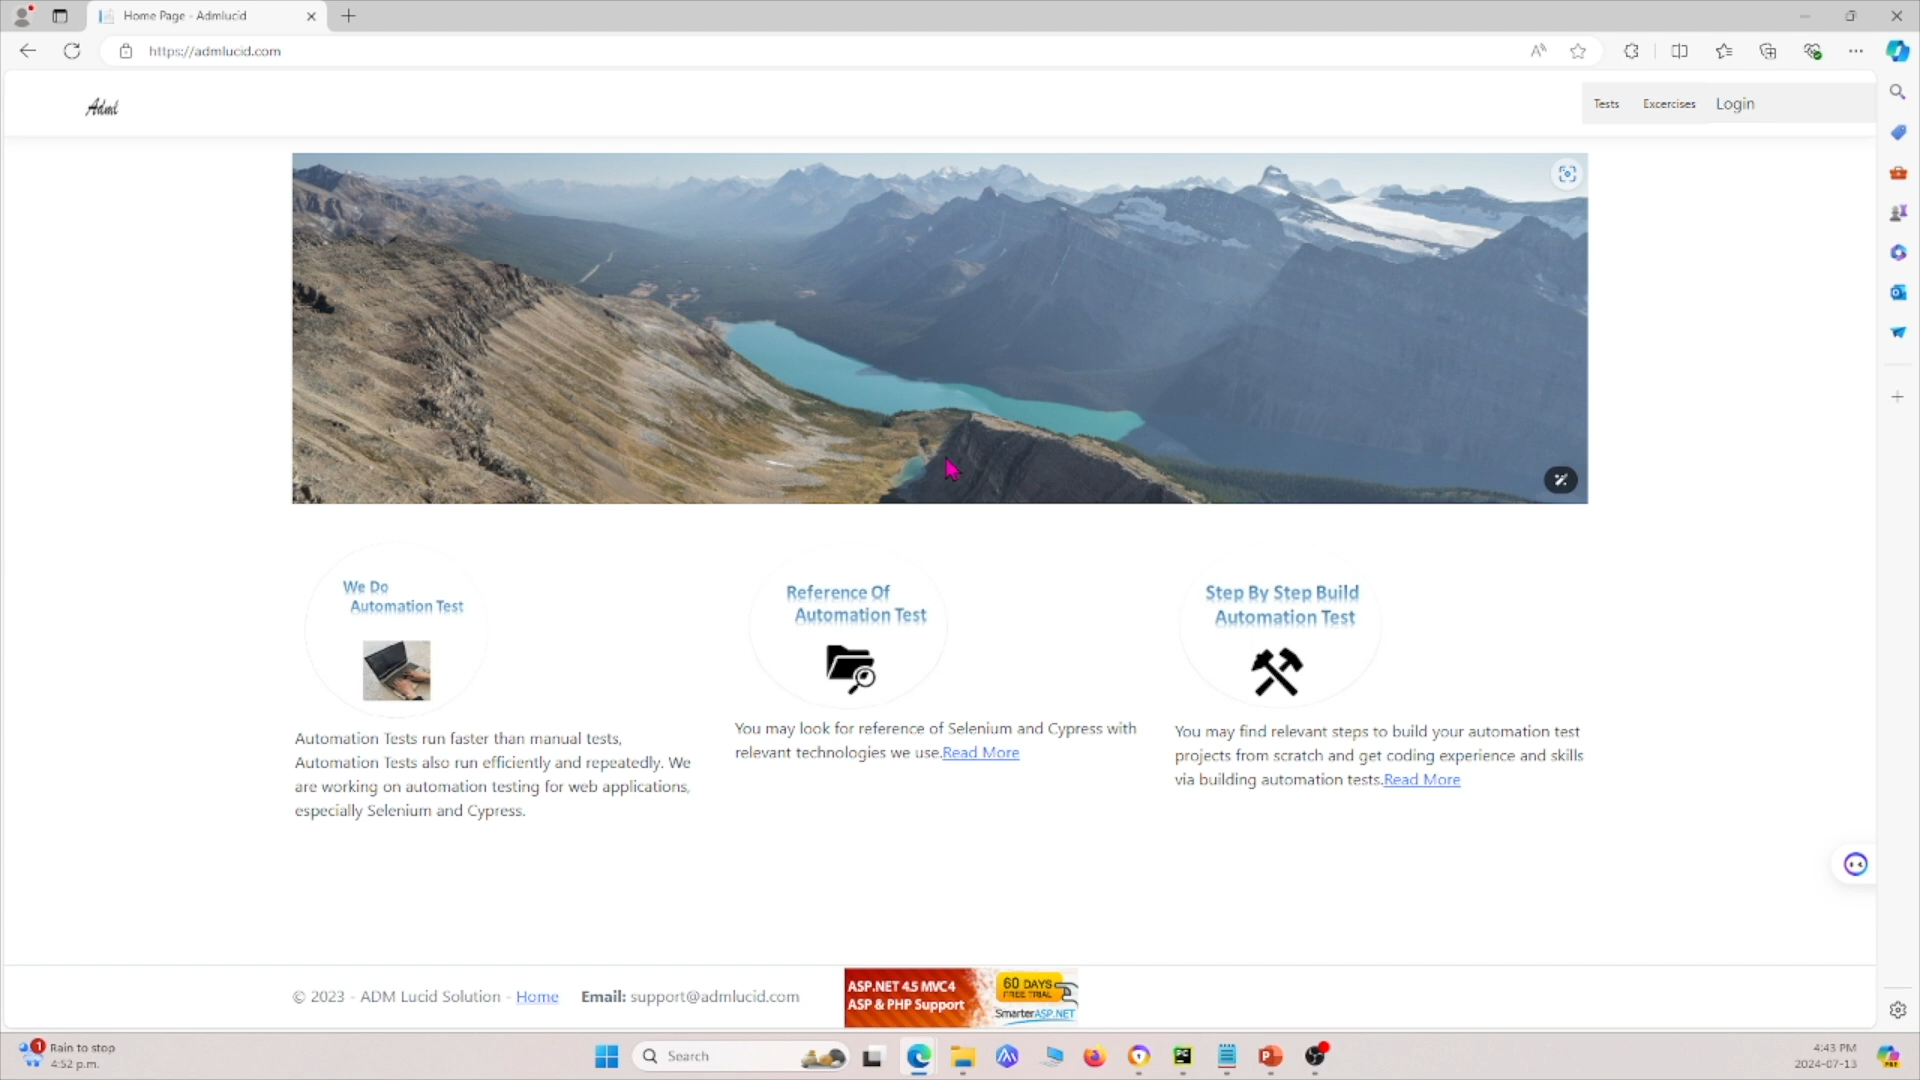 Home Page - Admlucid
https://admlucid.com
Adml
Tests Excercises Login
We Do
Automation Test
Reference Of
Automation Test
Step By Step Build
Automation Test
Automation Tests run faster than manual tests,
Automation Tests also run efficiently and repeatedly. We
are working on automation testing for web applications,
especially Selenium and Cypress.
You may look for reference of Selenium and Cypress with
relevant technologies we use.Read More
You may find relevant steps to build your automation test
projects from scratch and get coding experience and skills
via building automation tests.Read More
© 2023 - ADM Lucid Solution - Home Email: support@admlucid.com
ASP.NET 4.5 MVC4
ASP & PHP Support
60 DAYS
FREE TRIAL
SmarterASP.NET
1
Rain to stop
4:52 p.m.
Search
4:43 PM
2024-07-13